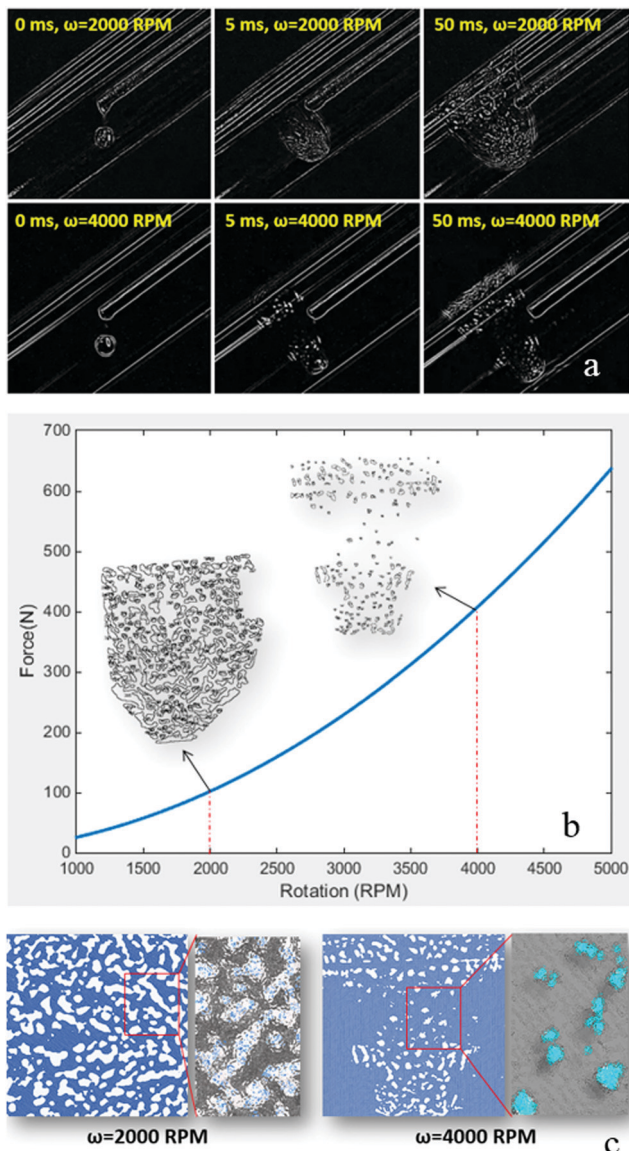 0 ms, ω=2000 RPM
5 ms, ω=2000 RPM
50 ms, ω=2000 RPM
0 ms, ω=4000 RPM
5 ms, ω=4000 RPM
50 ms, ω=4000 RPM
a
700
600
500
400
300
200
100
0
Force(N)
1000
1500
2000
2500
3000
3500
4000
4500
5000
Rotation (RPM)
b
ω=2000 RPM
ω=4000 RPM
c